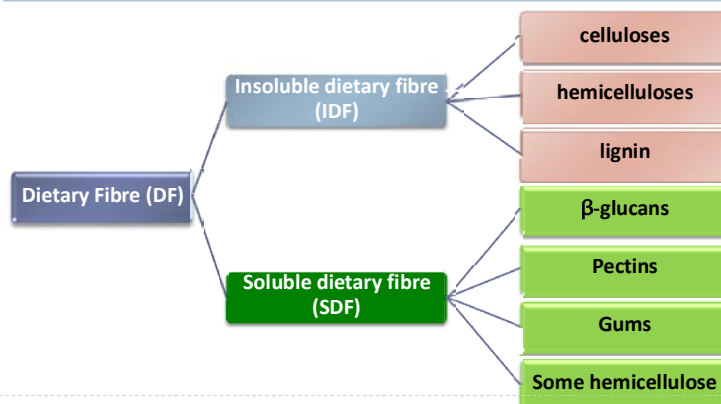 celluloses
Insoluble dietary fibre
(IDF)
hemicelluloses
lignin
Dietary Fibre (DF)
β-glucans
Soluble dietary fibre
(SDF)
Pectins
Gums
Some hemicellulose